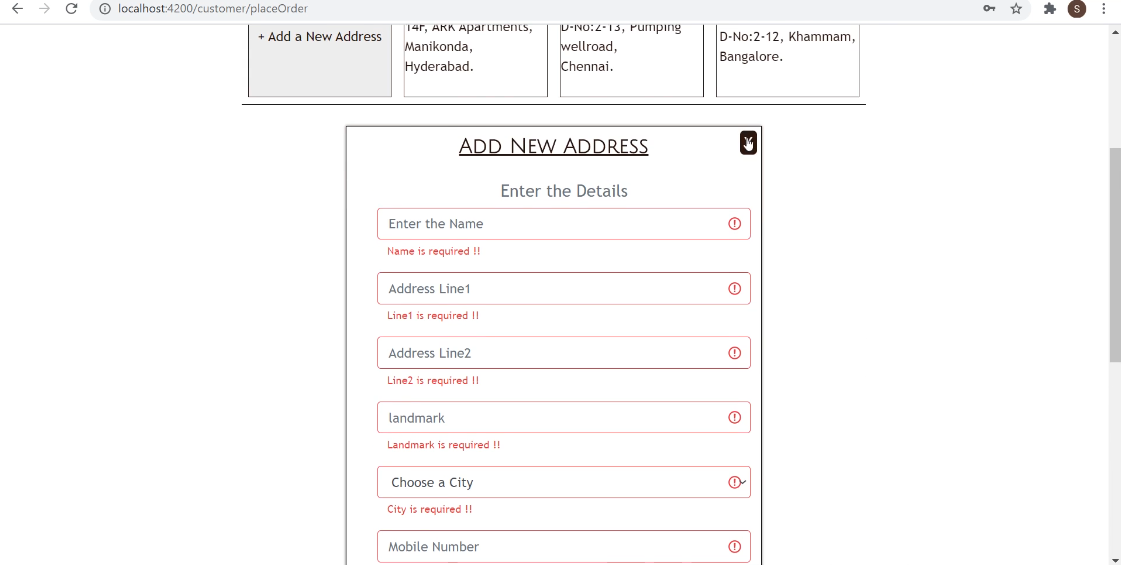 localhost:4200/customer/placeOrder
S
+ Add a New Address
14F, ARK Apartments,
Manikonda,
Hyderabad.
D-No:2-13, Pumping
wellroad,
Chennai.
D-No:2-12, Khammam,
Bangalore.
Add New Address
Enter the Details
Enter the Name
Name is required !!
Address Line1
Line1 is required !!
Address Line2
Line2 is required !!
landmark
Landmark is required !!
Choose a City
City is required !!
Mobile Number